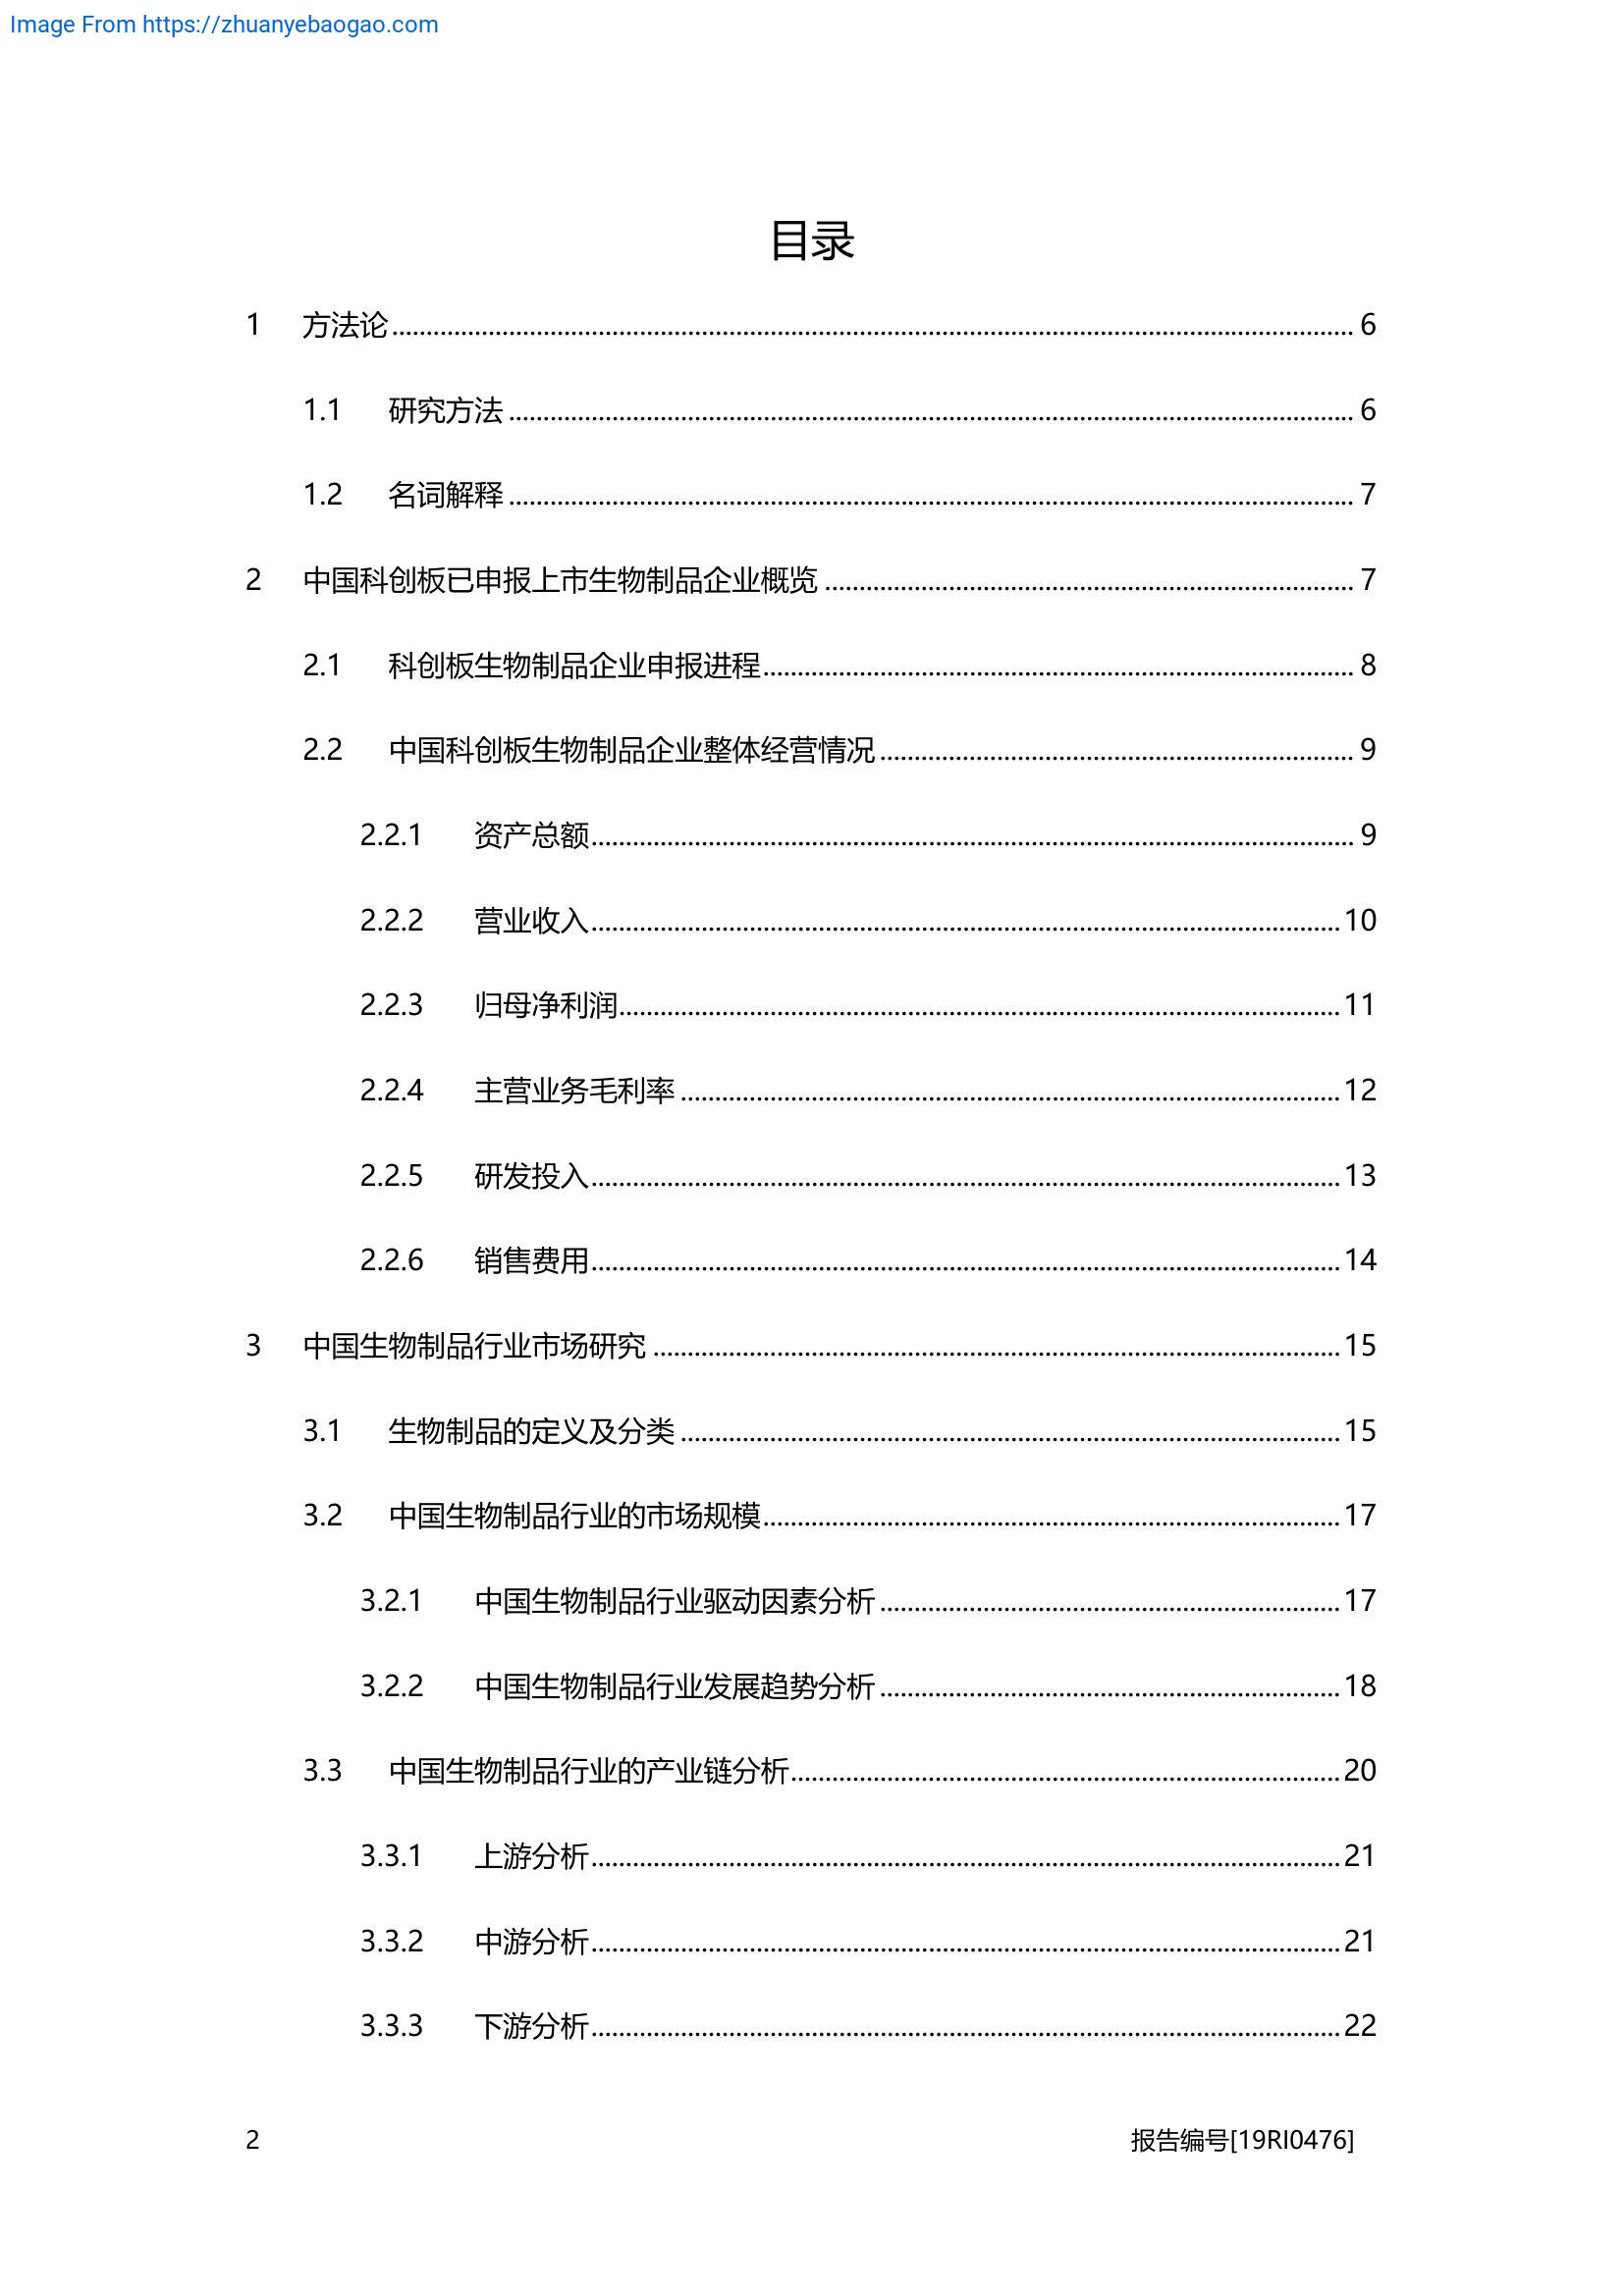 Image From https://zhuanyebaogao.com
目录
1 方法论 6
1.1 研究方法 6
1.2 名词解释 7
2 中国科创板已申报上市生物制品企业概览 7
2.1 科创板生物制品企业申报进程 8
2.2 中国科创板生物制品企业整体经营情况 9
2.2.1 资产总额 9
2.2.2 营业收入 10
2.2.3 归母净利润 11
2.2.4 主营业务毛利率 12
2.2.5 研发投入 13
2.2.6 销售费用 14
3 中国生物制品行业市场研究 15
3.1 生物制品的定义及分类 15
3.2 中国生物制品行业的市场规模 17
3.2.1 中国生物制品行业驱动因素分析 17
3.2.2 中国生物制品行业发展趋势分析 18
3.3 中国生物制品行业的产业链分析 20
3.3.1 上游分析 21
3.3.2 中游分析 21
3.3.3 下游分析 22
2 报告编号[19RI0476]